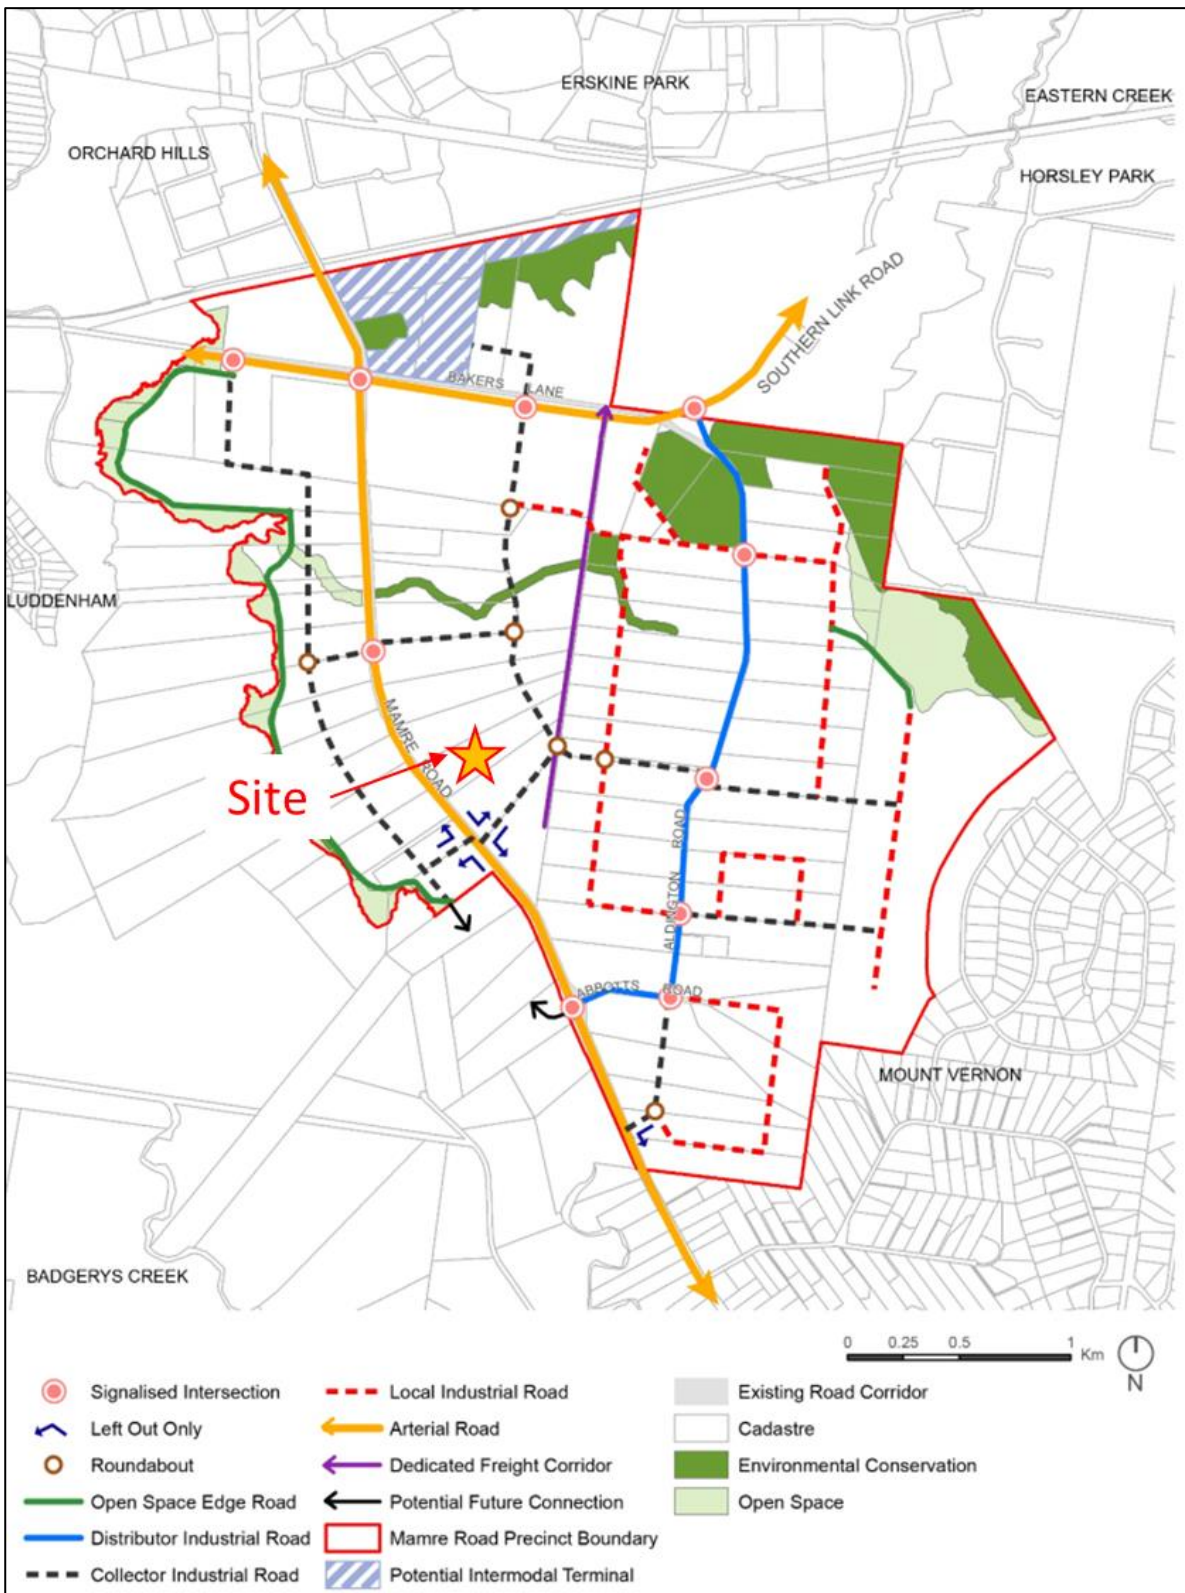 ERSKINE PARK
EASTERN CREEK
ORCHARD HILLS
HORSLEY PARK
SOUTHERN LINK ROAD
BAKERS LANE
LUDDENHAM
MAMRE ROAD
Site
ALDINGTON ROAD
ABBOTTS ROAD
MOUNT VERNON
BADGERYS CREEK
0 0.25 0.5 1 Km
N
Signalised Intersection
Left Out Only
Roundabout
Open Space Edge Road
Distributor Industrial Road
Collector Industrial Road
Local Industrial Road
Arterial Road
Dedicated Freight Corridor
Potential Future Connection
Mamre Road Precinct Boundary
Potential Intermodal Terminal
Existing Road Corridor
Cadastre
Environmental Conservation
Open Space